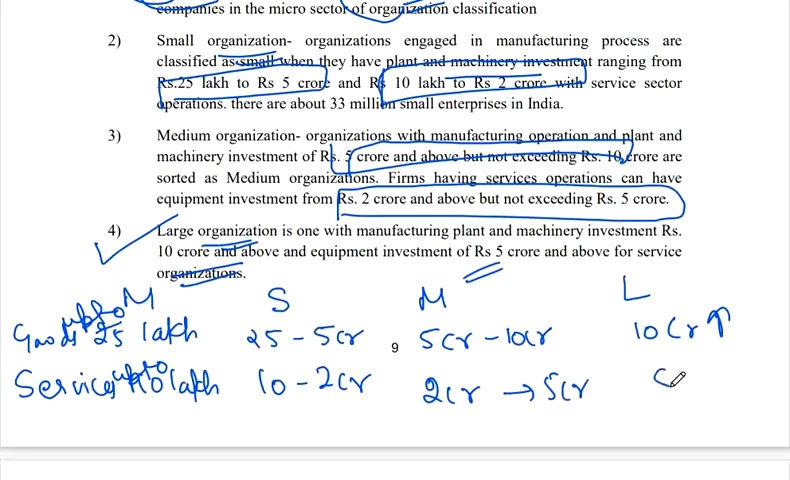 companies in the micro sector of organization classification
2) Small organization- organizations engaged in manufacturing process are
classified as small when they have plant and machinery investment ranging from
Rs.25 lakh to Rs 5 crore and Rs 10 lakh to Rs 2 crore with service sector
operations. there are about 33 million small enterprises in India.
3) Medium organization- organizations with manufacturing operation and plant and
machinery investment of Rs. 5 crore and above but not exceeding Rs. 10 crore are
sorted as Medium organizations. Firms having services operations can have
equipment investment from Rs. 2 crore and above but not exceeding Rs. 5 crore.
4) Large organization is one with manufacturing plant and machinery investment Rs.
10 crore and above and equipment investment of Rs 5 crore and above for service
organizations.
M S M L
upto
Goods 25 lakh 25 - 5cr 5cr - 10cr 10Cr ↑
9
upto
Services 10 lakh 10 - 2cr 2cr → 5cr 5